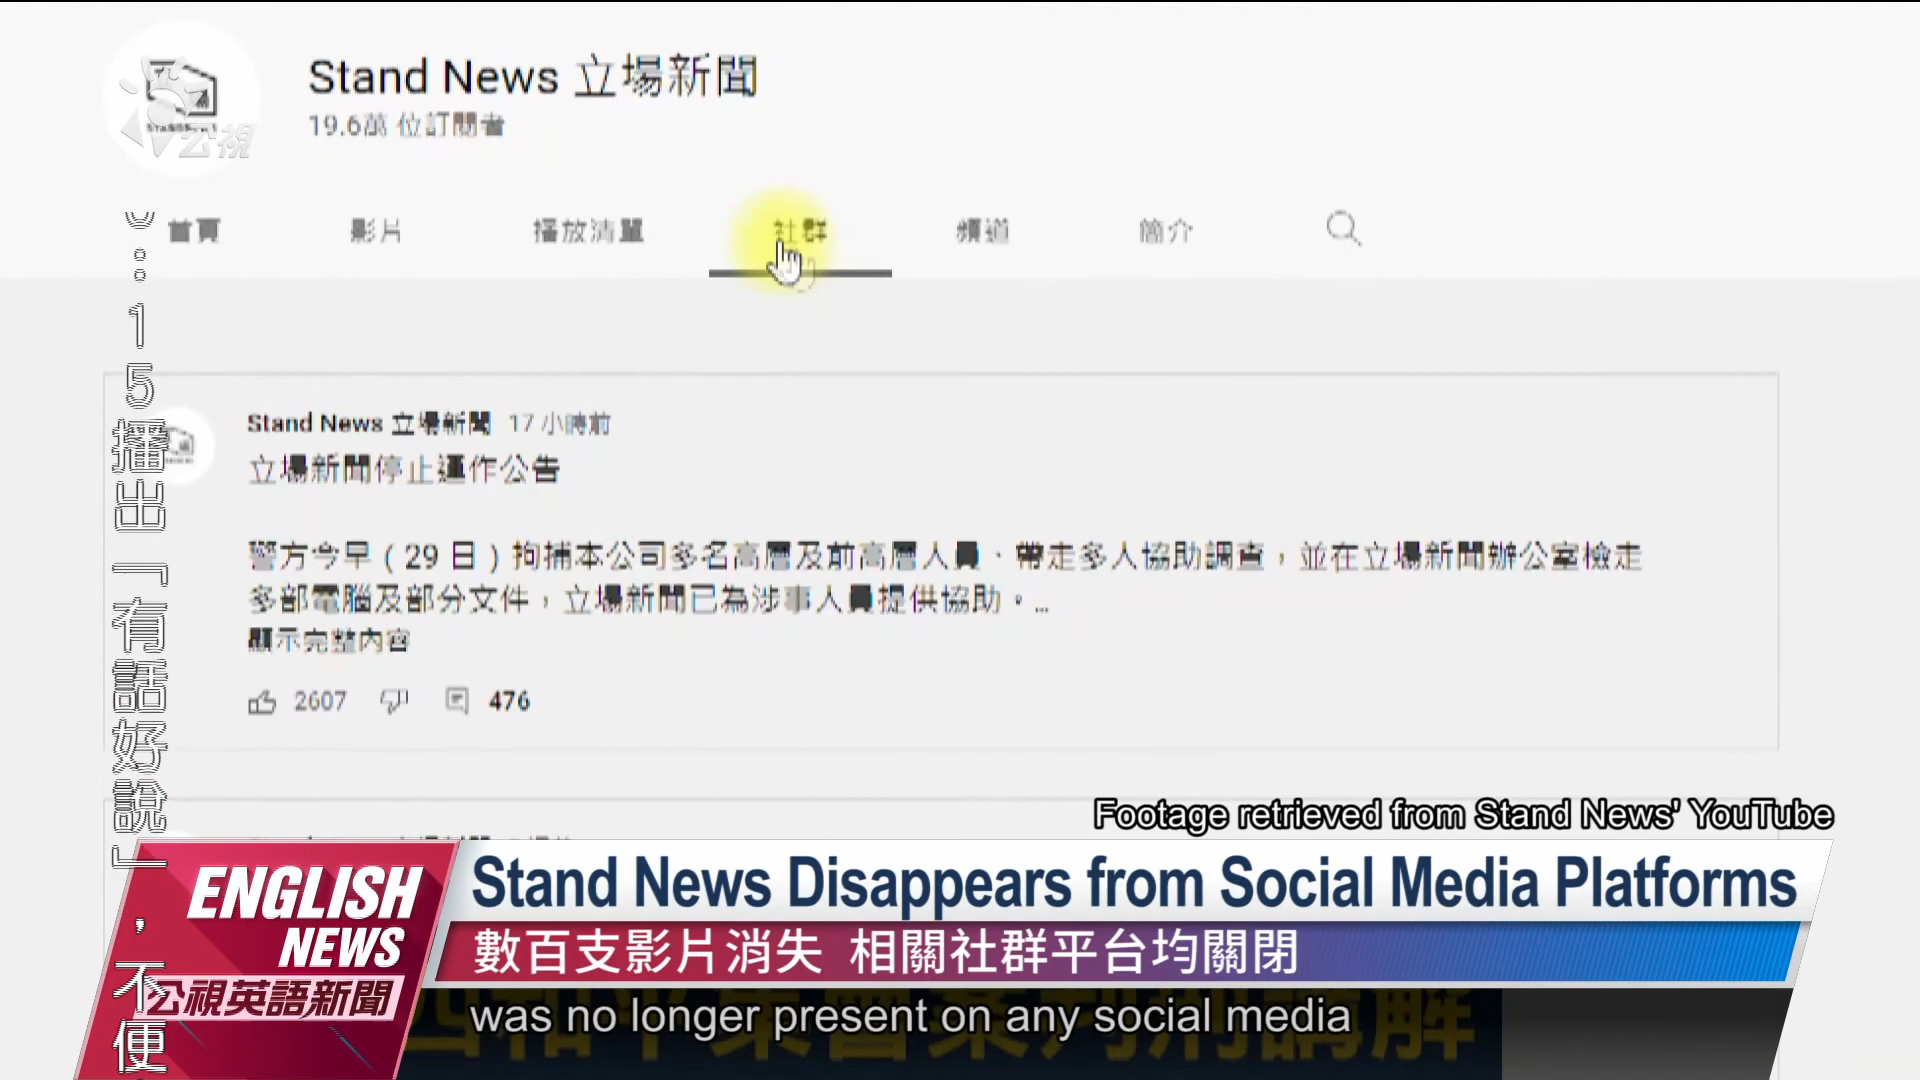 Stand News 立場新聞
19.6萬 位訂閱者
公視
首頁 影片 播放清單 社群 頻道 簡介
:15播出『有話好說』,不便
Stand News 立場新聞 17 小時前
立場新聞停止運作公告
警方今早(29 日)拘捕本公司多名高層及前高層人員、帶走多人協助調查,並在立場新聞辦公室檢走
多部電腦及部分文件,立場新聞已為涉事人員提供協助。...
顯示完整內容
2607 476
Footage retrieved from Stand News' YouTube
ENGLISH
NEWS
公視英語新聞
Stand News Disappears from Social Media Platforms
數百支影片消失 相關社群平台均關閉
was no longer present on any social media